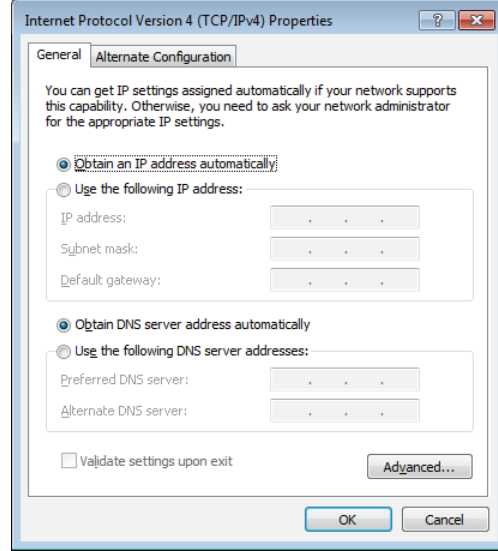 Internet Protocol Version 4 (TCP/IPv4) Properties
General
Alternate Configuration
You can get IP settings assigned automatically if your network supports
this capability. Otherwise, you need to ask your network administrator
for the appropriate IP settings.
Obtain an IP address automatically
Use the following IP address:
IP address:
Subnet mask:
Default gateway:
Obtain DNS server address automatically
Use the following DNS server addresses:
Preferred DNS server:
Alternate DNS server:
Validate settings upon exit
Advanced...
OK
Cancel